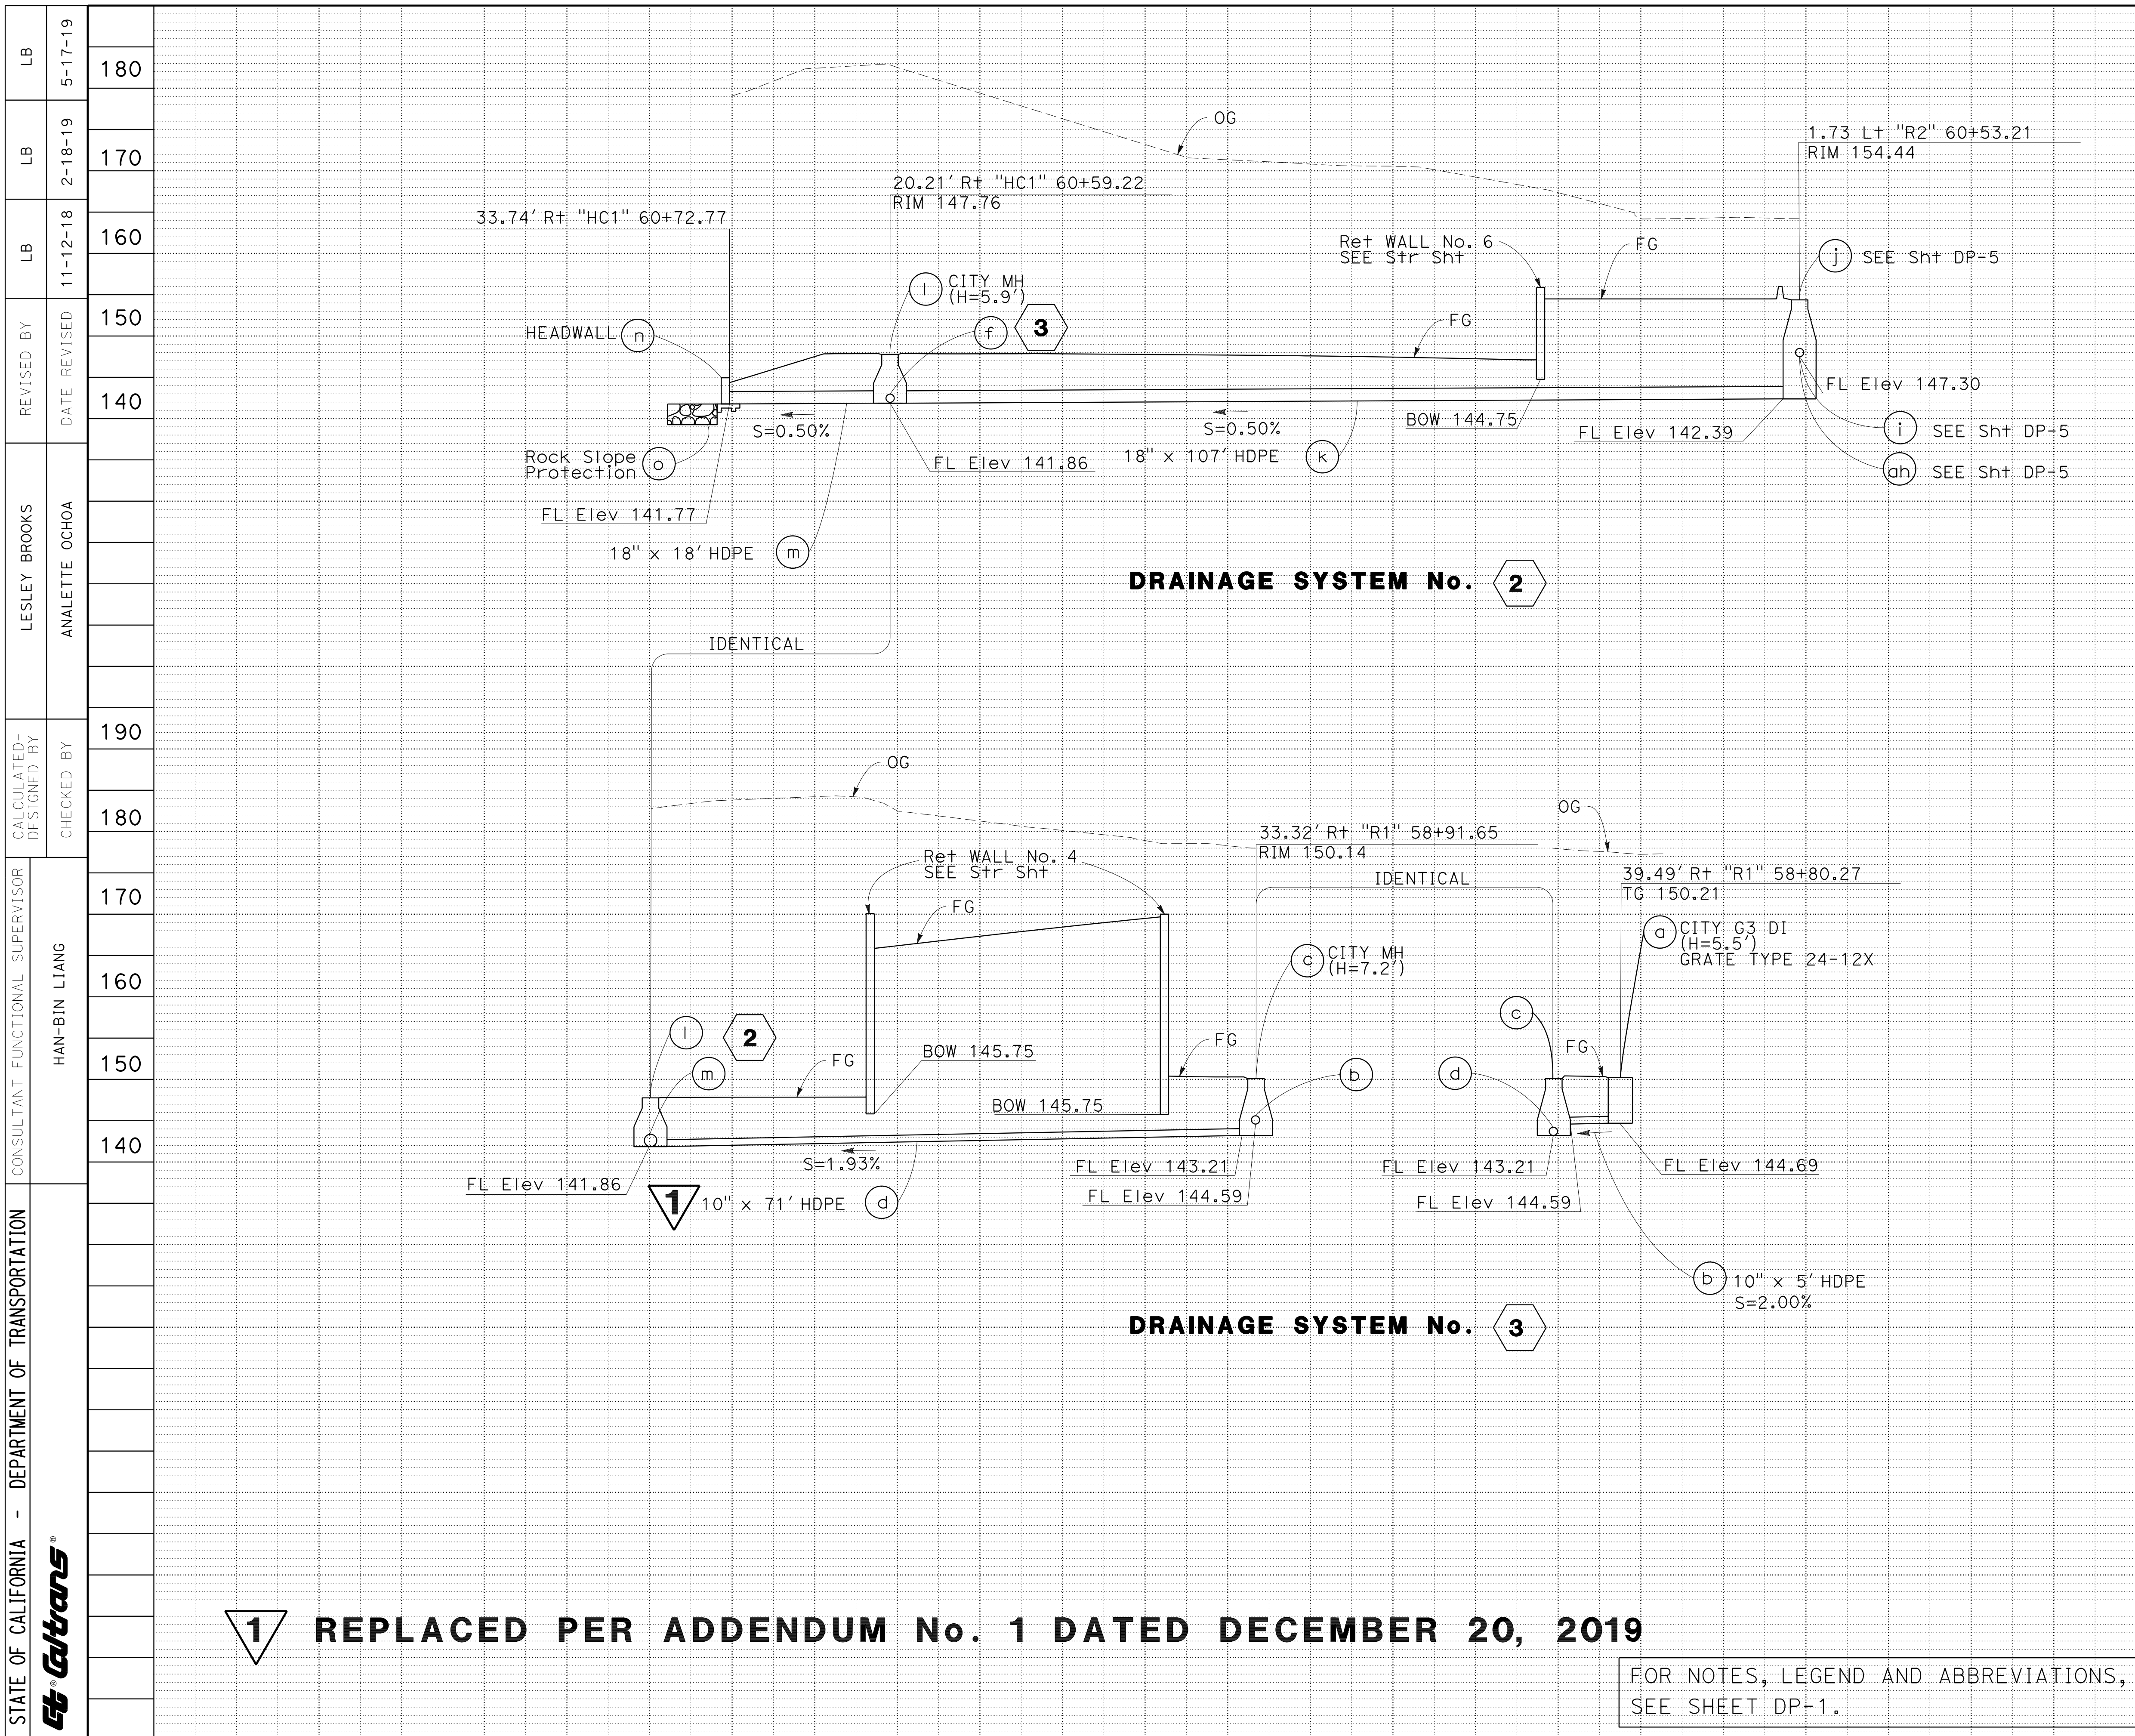 LB
5-17-19
LB
2-18-19
LB
11-12-18
REVISED BY
DATE REVISED
LESLEY BROOKS
ANALETTE OCHOA
CALCULATED-
DESIGNED BY
CHECKED BY
CONSULTANT FUNCTIONAL SUPERVISOR
HAN-BIN LIANG
STATE OF CALIFORNIA - DEPARTMENT OF TRANSPORTATION
ct® Caltrans®
180
170
160
150
140
OG
1.73 Lt "R2" 60+53.21
RIM 154.44
20.21' Rt "HC1" 60+59.22
RIM 147.76
33.74' Rt "HC1" 60+72.77
Ret WALL No. 6
SEE Str Sht
FG
j SEE Sht DP-5
l CITY MH
(H=5.9')
HEADWALL n
f 3
FG
FL Elev 147.30
S=0.50%
S=0.50%
BOW 144.75
FL Elev 142.39
i SEE Sht DP-5
Rock Slope
Protection o
FL Elev 141.86
18" x 107' HDPE k
ah SEE Sht DP-5
FL Elev 141.77
18" x 18' HDPE m
DRAINAGE SYSTEM No. 2
IDENTICAL
190
180
170
160
150
140
OG
OG
33.32' Rt "R1" 58+91.65
RIM 150.14
Ret WALL No. 4
SEE Str Sht
IDENTICAL
39.49' Rt "R1" 58+80.27
TG 150.21
FG
a CITY G3 DI
(H=5.5')
GRATE TYPE 24-12X
c CITY MH
(H=7.2')
c
l 2
FG
BOW 145.75
FG
FG
m
b
d
BOW 145.75
S=1.93%
FL Elev 143.21
FL Elev 143.21
FL Elev 144.69
FL Elev 141.86
1 10" x 71' HDPE d
FL Elev 144.59
FL Elev 144.59
b 10" x 5' HDPE
S=2.00%
DRAINAGE SYSTEM No. 3
1 REPLACED PER ADDENDUM No. 1 DATED DECEMBER 20, 2019
FOR NOTES, LEGEND AND ABBREVIATIONS,
SEE SHEET DP-1.